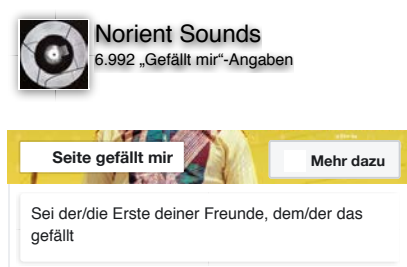 Norient Sounds
6.992 „Gefällt mir“-Angaben
Seite gefällt mir
Mehr dazu
Sei der/die Erste deiner Freunde, dem/der das
gefällt